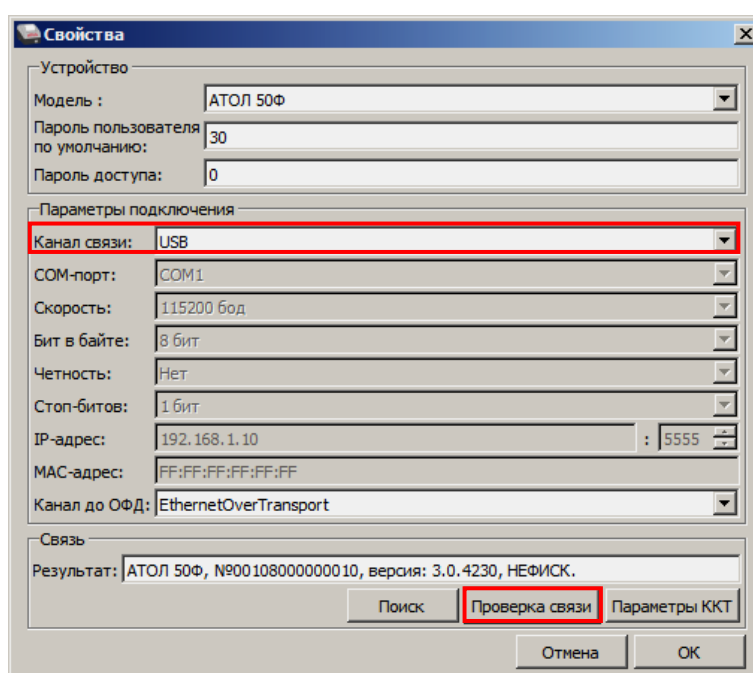 Свойства
Устройство
Модель : АТОЛ 50Ф
Пароль пользователя
по умолчанию: 30
Пароль доступа: 0
Параметры подключения
Канал связи: USB
COM-порт: COM1
Скорость: 115200 бод
Бит в байте: 8 бит
Четность: Нет
Стоп-битов: 1 бит
IP-адрес: 192.168.1.10 : 5555
MAC-адрес: FF:FF:FF:FF:FF:FF
Канал до ОФД: EthernetOverTransport
Связь
Результат: АТОЛ 50Ф, №00108000000010, версия: 3.0.4230, НЕФИСК.
Поиск Проверка связи Параметры ККТ
Отмена ОК